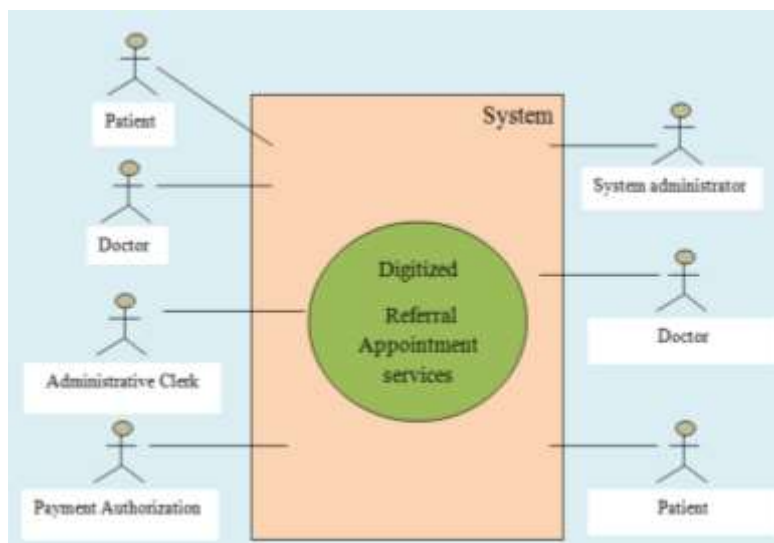 Patient
Doctor
Administrative Clerk
Payment Authorization
System
Digitized
Referral
Appointment
services
System administrator
Doctor
Patient